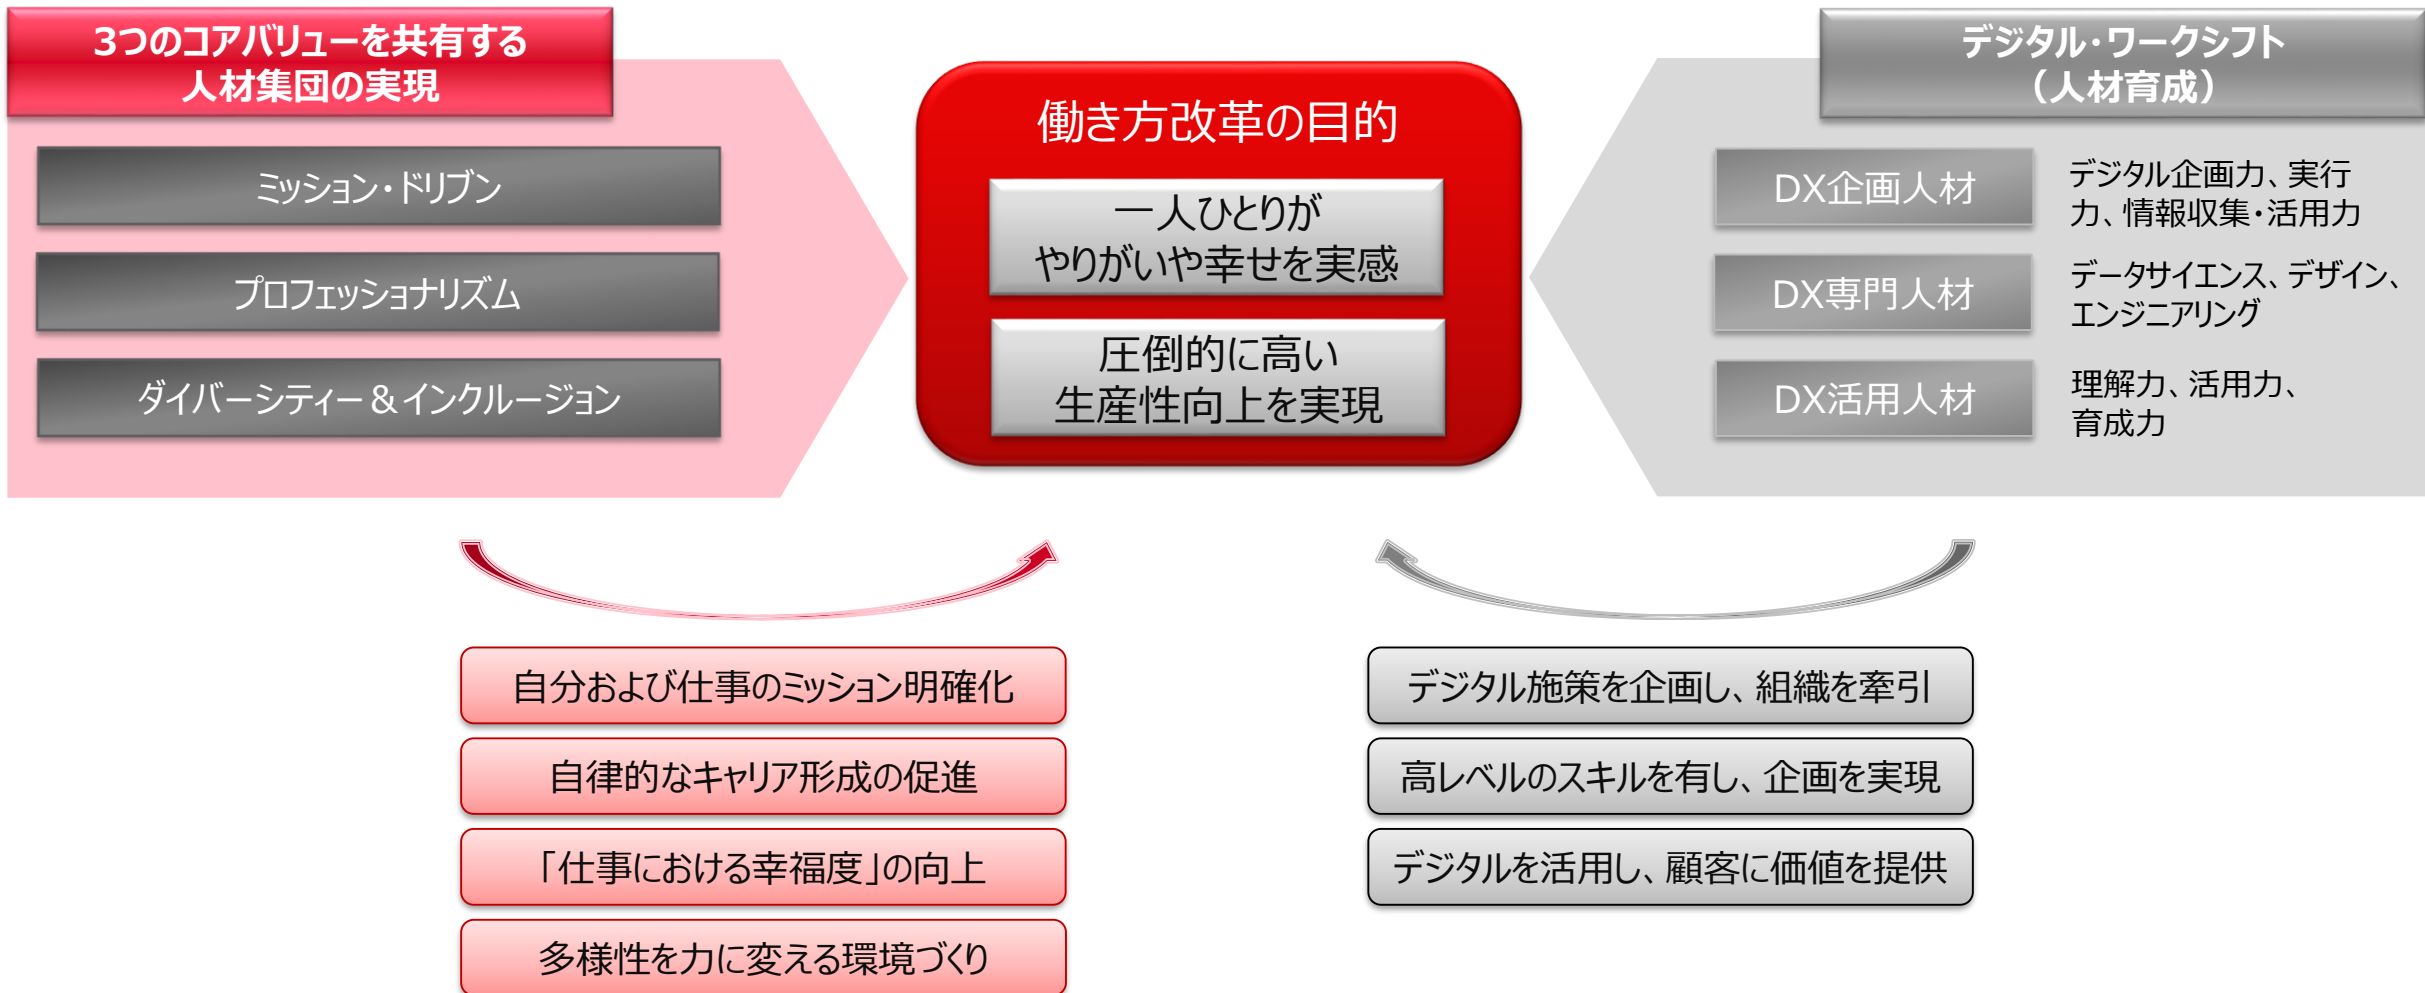 3つのコアバリューを共有する
人材集団の実現
ミッション・ドリブン
プロフェッショナリズム
ダイバーシティー&インクルージョン
働き方改革の目的
一人ひとりが
やりがいや幸せを実感
圧倒的に高い
生産性向上を実現
デジタル・ワークシフト
(人材育成)
DX企画人材
デジタル企画力、実行
力、情報収集・活用力
DX専門人材
データサイエンス、デザイン、
エンジニアリング
DX活用人材
理解力、活用力、
育成力
自分および仕事のミッション明確化
自律的なキャリア形成の促進
「仕事における幸福度」の向上
多様性を力に変える環境づくり
デジタル施策を企画し、組織を牽引
高レベルのスキルを有し、企画を実現
デジタルを活用し、顧客に価値を提供